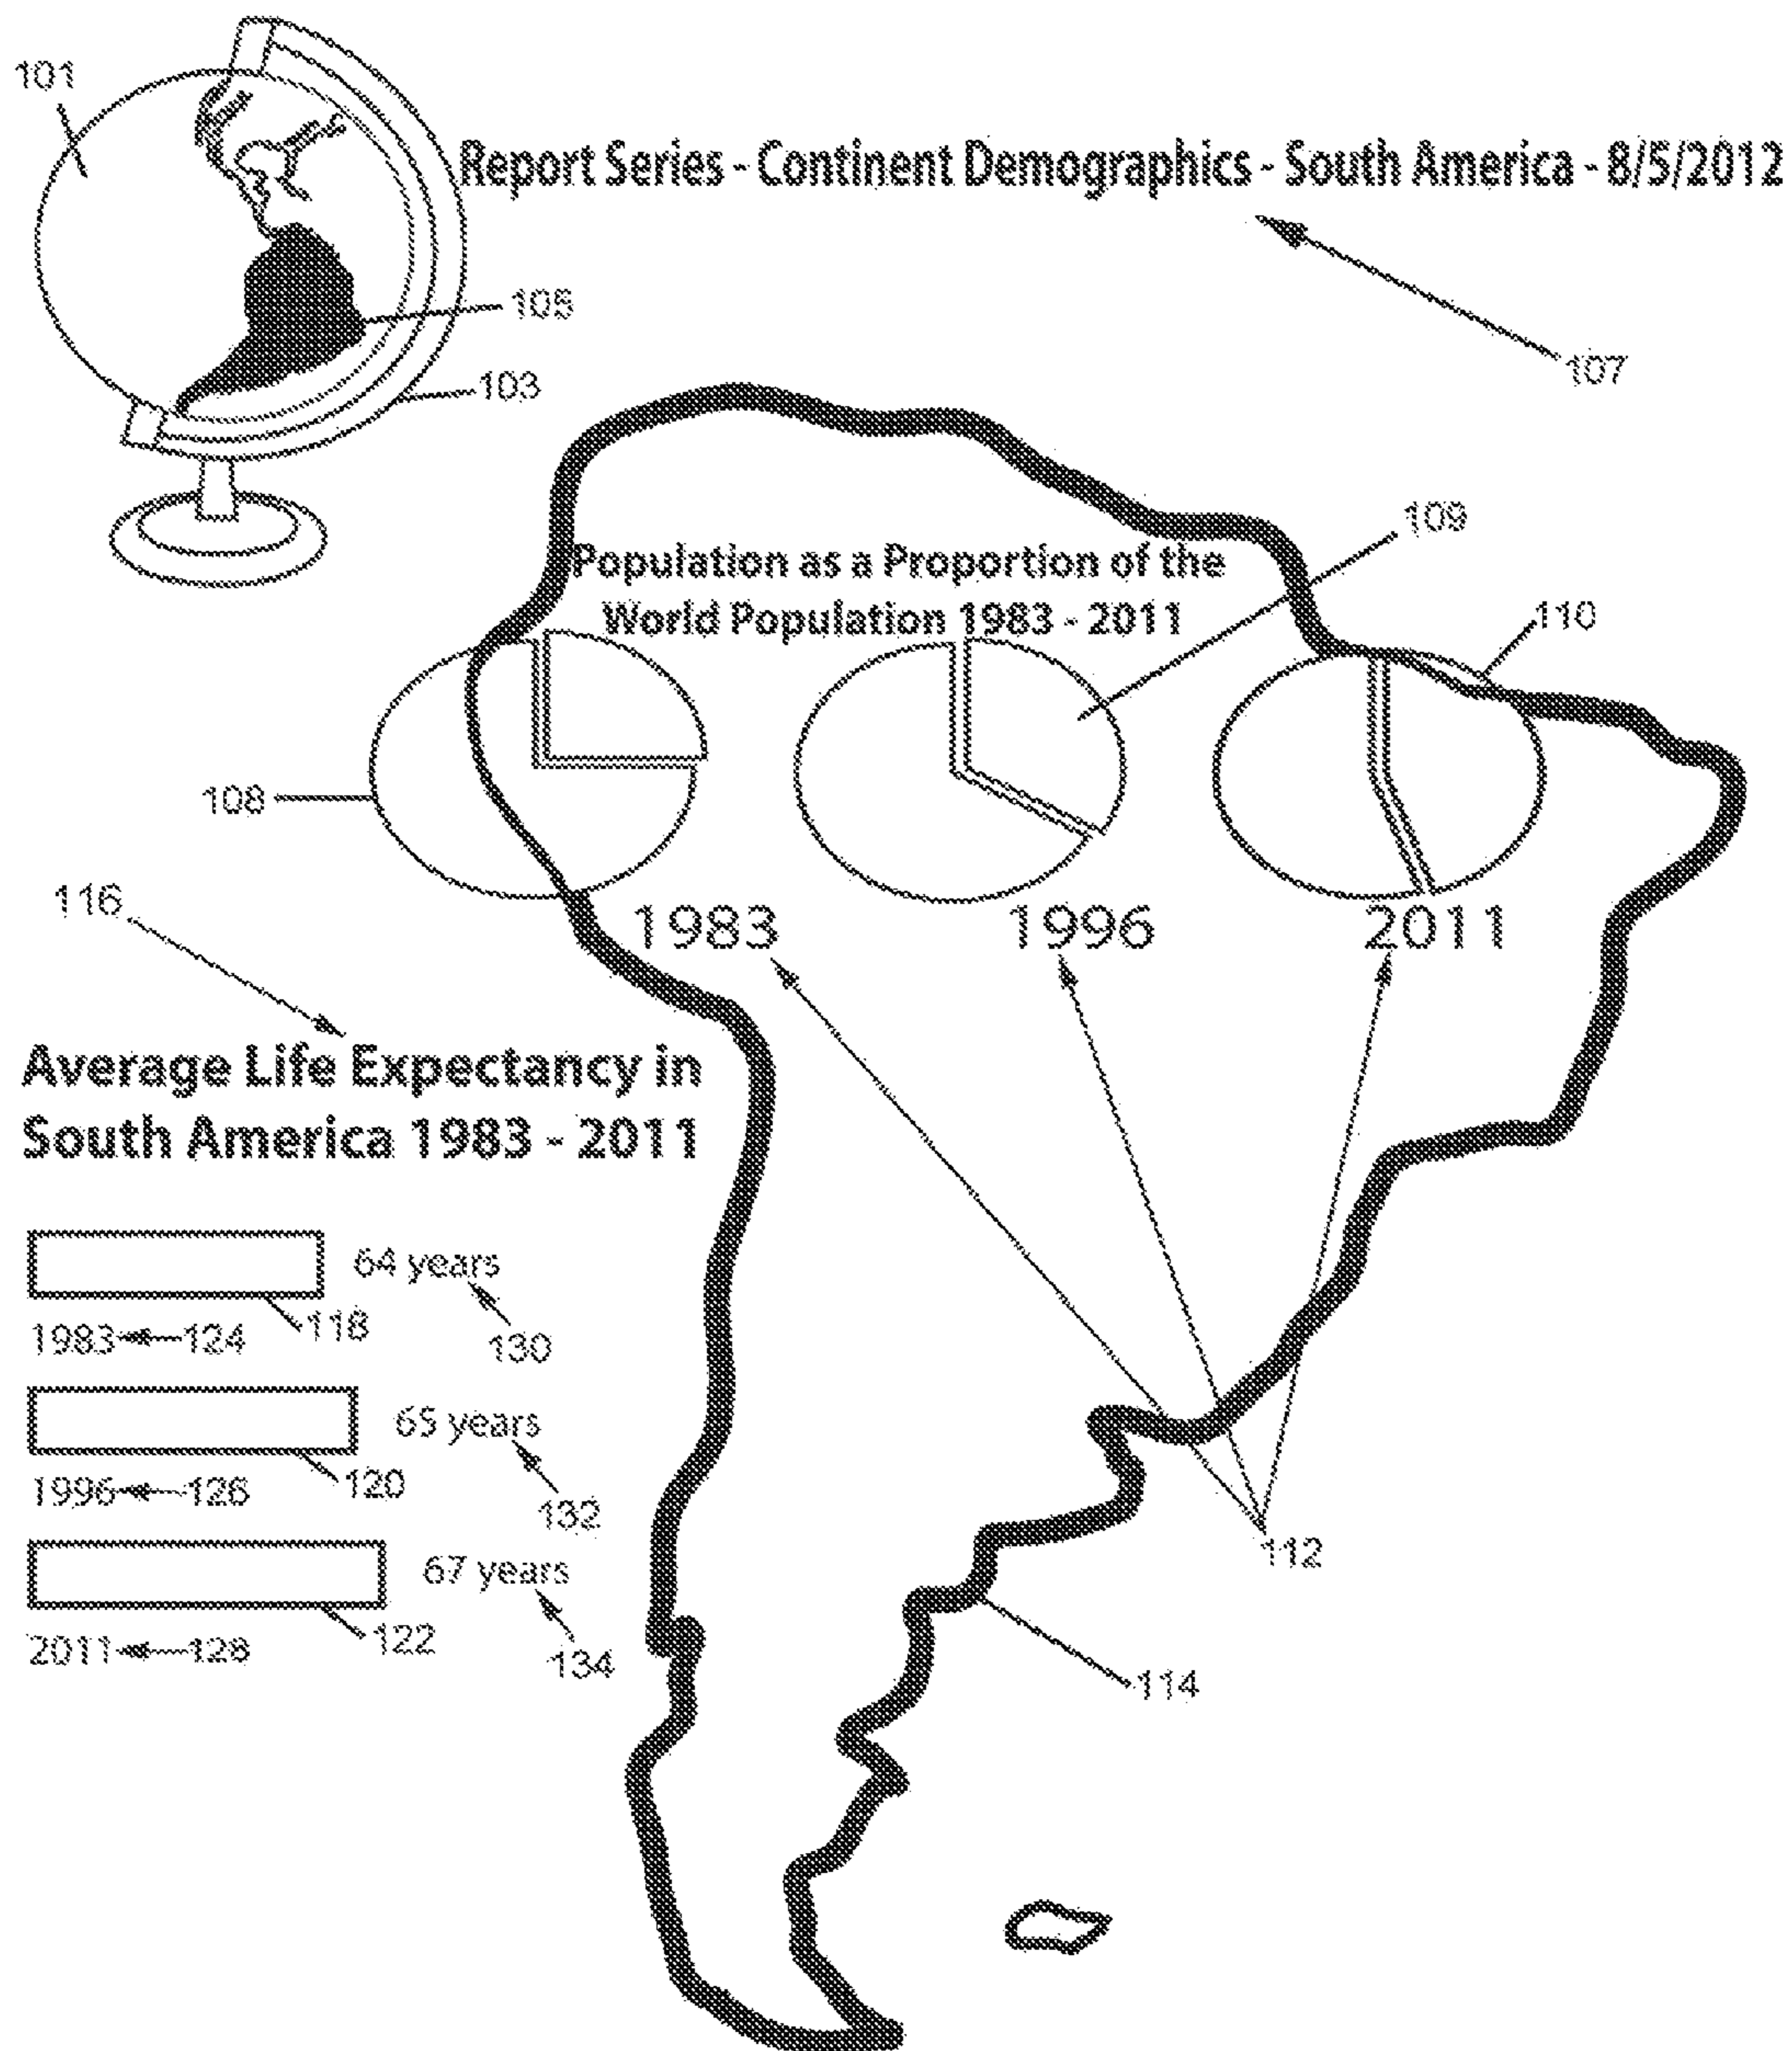 101
Report Series - Continent Demographics - South America - 8/5/2012
105
103
107
109
Population as a Proportion of the
World Population 1983 - 2011
110
108
116
1983
1996
2011
Average Life Expectancy in
South America 1983 - 2011
64 years
118
1983 124
130
65 years
120
1996 126
132
112
67 years
122
2011 128
134
114